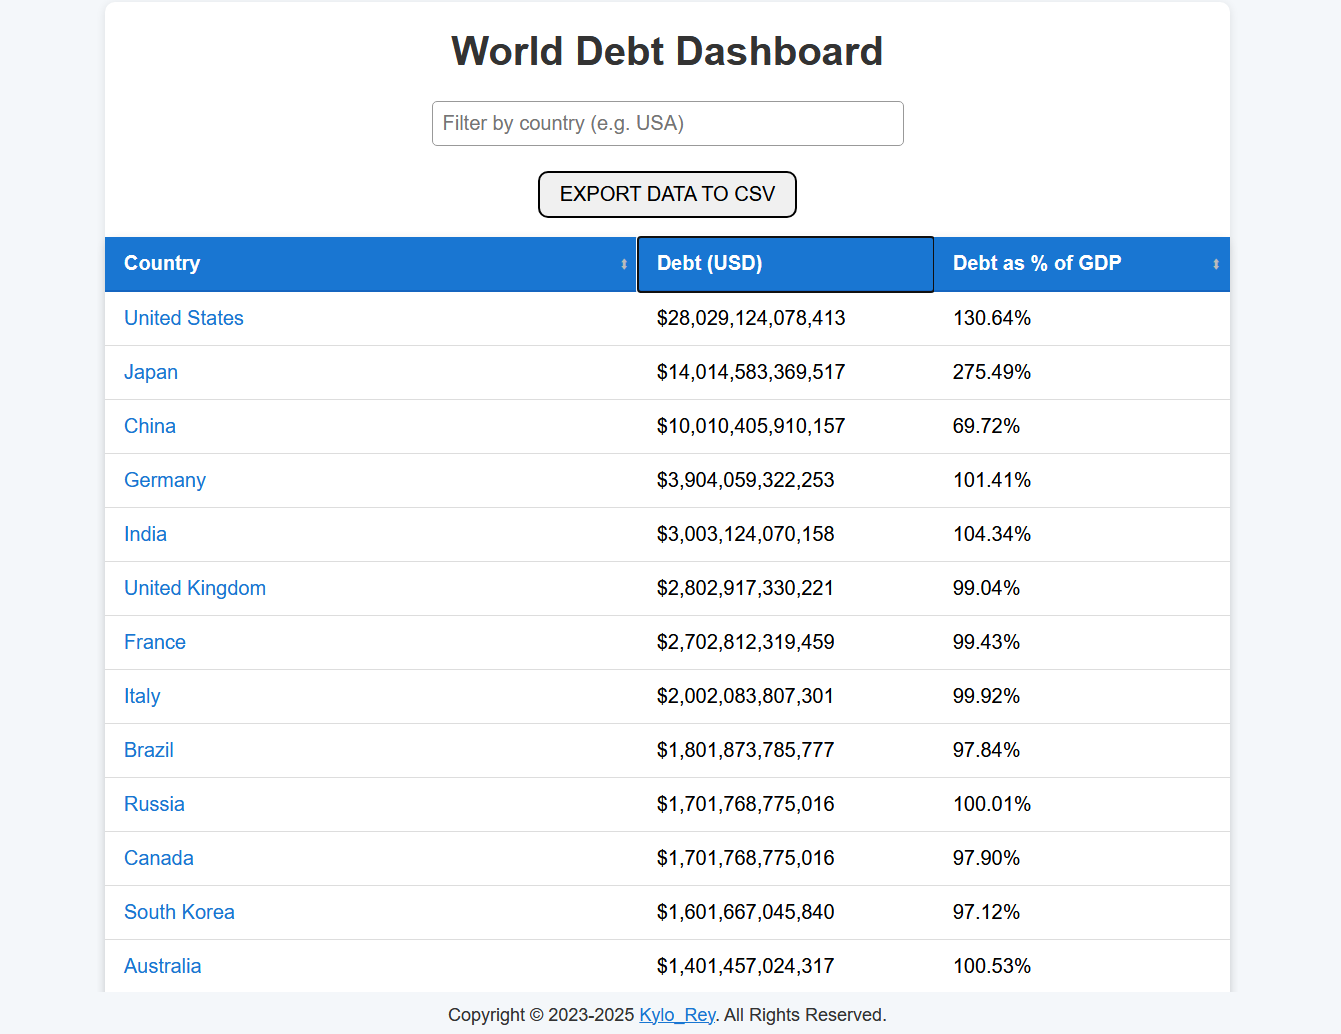 World Debt Dashboard
Filter by country (e.g. USA)
EXPORT DATA TO CSV
Country Debt (USD) Debt as % of GDP
United States $28,029,124,078,413 130.64%
Japan $14,014,583,369,517 275.49%
China $10,010,405,910,157 69.72%
Germany $3,904,059,322,253 101.41%
India $3,003,124,070,158 104.34%
United Kingdom $2,802,917,330,221 99.04%
France $2,702,812,319,459 99.43%
Italy $2,002,083,807,301 99.92%
Brazil $1,801,873,785,777 97.84%
Russia $1,701,768,775,016 100.01%
Canada $1,701,768,775,016 97.90%
South Korea $1,601,667,045,840 97.12%
Australia $1,401,457,024,317 100.53%
Copyright © 2023-2025 Kylo_Rey. All Rights Reserved.